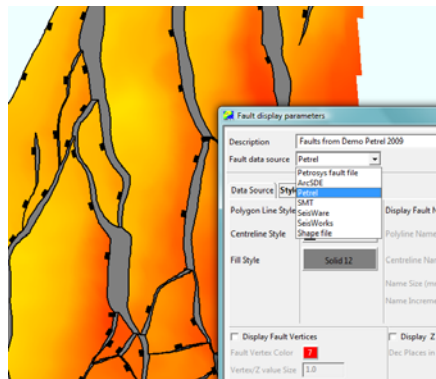 Fault display parameters
Description
Faults from Demo Petrel 2009
Fault data source
Petrel
Petrosys fault file
ArcSDE
Petrel
SMT
SeisWare
SeisWorks
Shape file
Data Source
Polygon Line Style
Display Fault
Polyline Name
Centreline Style
Fill Style
Solid 12
Centreline
Name Size
Name
Display Fault Vertices
Display Z
Fault Vertex Color
7
Dec Places in
Vertex/Z value Size
1.0